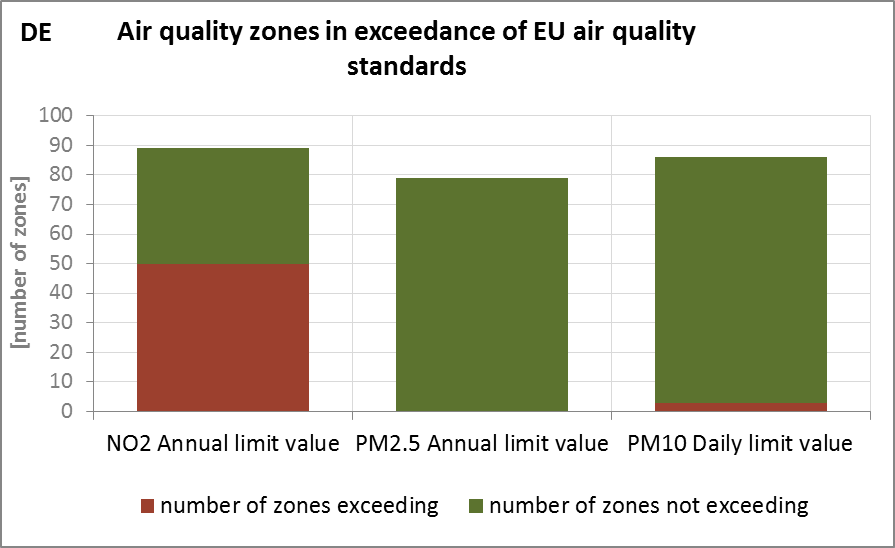 DE
Air quality zones in exceedance of EU air quality
standards
[number of zones]
100
90
80
70
60
50
40
30
20
10
0
NO2 Annual limit value
PM2.5 Annual limit value
PM10 Daily limit value
number of zones exceeding
number of zones not exceeding